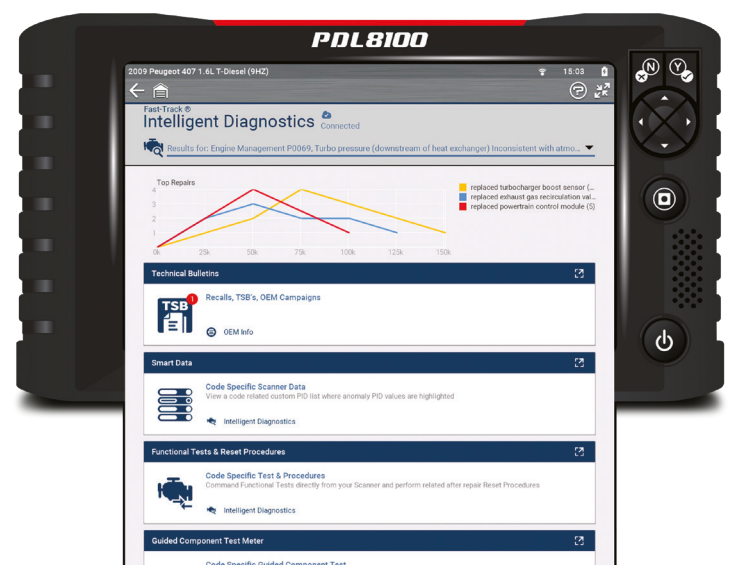 PDL8100
N Y
2009 Peugeot 407 1.6L T-Diesel (9HZ) 15:03
Fast-Track ®
Intelligent Diagnostics Connected
Results for: Engine Management P0069, Turbo pressure (downstream of heat exchanger) Inconsistent with atmo...
Top Repairs
4
3
2
1
0k 25k 50k 75k 100k 125k 150k
replaced turbocharger boost sensor (...
replaced exhaust gas recirculation val...
replaced powertrain control module (5)
Technical Bulletins
TSB 1
Recalls, TSB's, OEM Campaigns
OEM Info
Smart Data
Code Specific Scanner Data
View a code related custom PID list where anomaly PID values are highlighted
Intelligent Diagnostics
Functional Tests & Reset Procedures
Code Specific Test & Procedures
Command Functional Tests directly from your Scanner and perform related after repair Reset Procedures
Intelligent Diagnostics
Guided Component Test Meter
Code Specific Guided Component Test